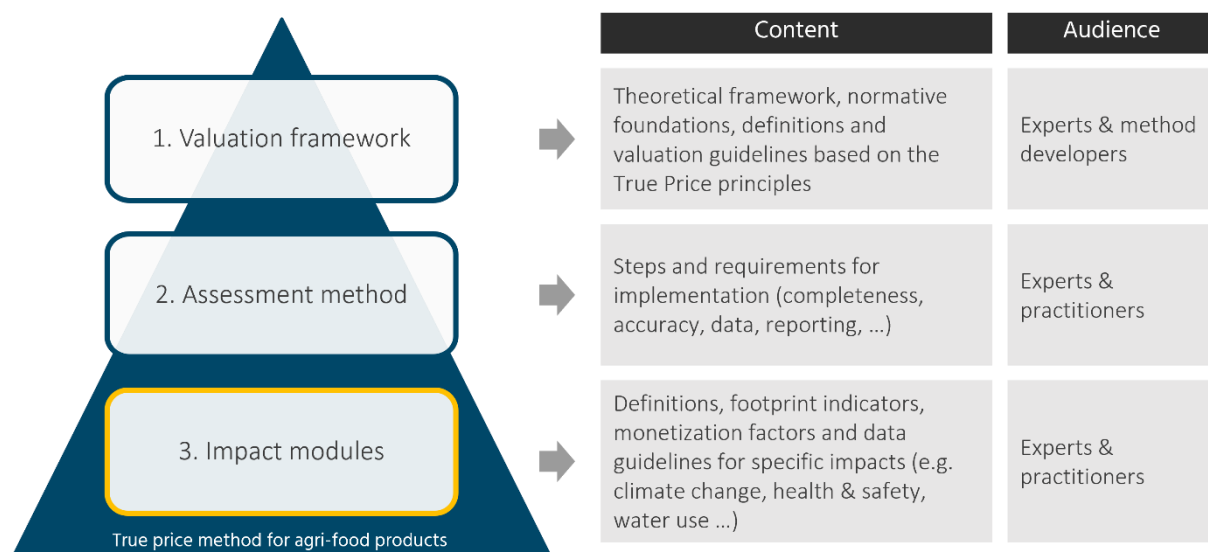 Content
Audience
1. Valuation framework
Theoretical framework, normative
foundations, definitions and
valuation guidelines based on the
True Price principles
Experts & method
developers
2. Assessment method
Steps and requirements for
implementation (completeness,
accuracy, data, reporting, …)
Experts &
practitioners
3. Impact modules
Definitions, footprint indicators,
monetization factors and data
guidelines for specific impacts (e.g.
climate change, health & safety,
water use …)
Experts &
practitioners
True price method for agri-food products